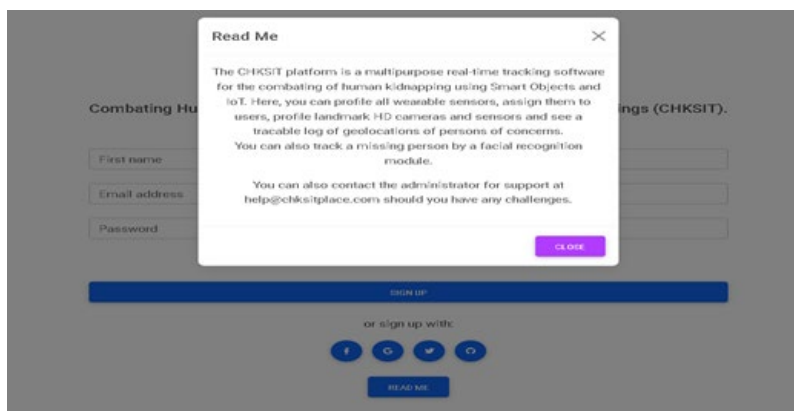 Read Me
The CHKSIT platform is a multipurpose real-time tracking software
for the combating of human kidnapping using Smart Objects and
IoT. Here, you can profile all wearable sensors, assign them to
users, profile landmark HD cameras and sensors and see a
tracable log of geolocations of persons of concerns.
You can also track a missing person by a facial recognition
module.
You can also contact the administrator for support at
help@chksitplace.com should you have any challenges.
CLOSE
Combating Hu
ings (CHKSIT).
First name
Email address
Password
SIGN UP
or sign up with:
READ ME